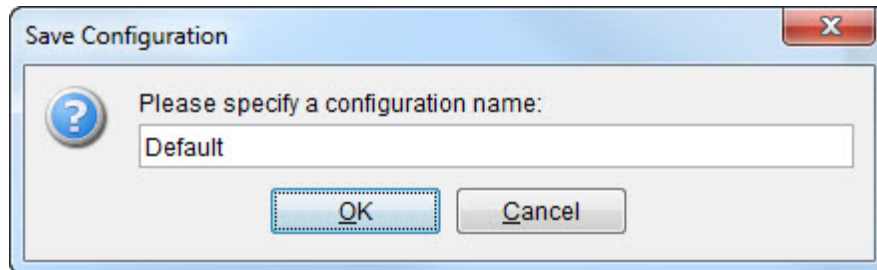 Save Configuration
Please specify a configuration name:
Default
OK Cancel